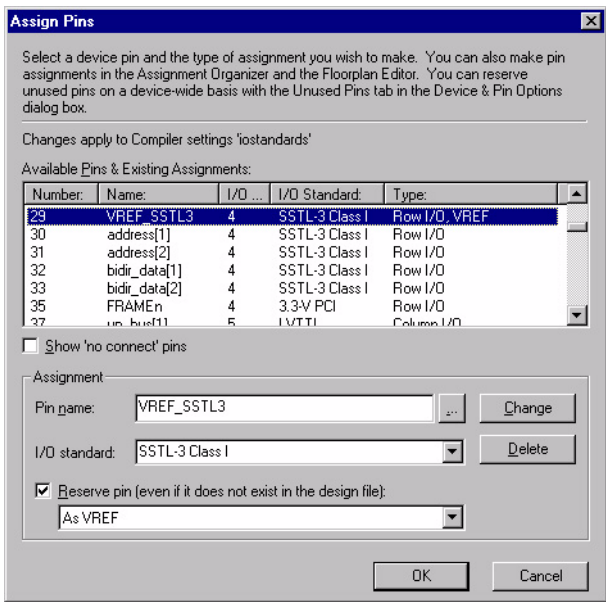 Assign Pins
Select a device pin and the type of assignment you wish to make. You can also make pin
assignments in the Assignment Organizer and the Floorplan Editor. You can reserve
unused pins on a device-wide basis with the Unused Pins tab in the Device & Pin Options
dialog box.
Changes apply to Compiler settings 'iostandards'
Available Pins & Existing Assignments:
Number: Name: I/O ... I/O Standard: Type:
29 VREF_SSTL3 4 SSTL-3 Class I Row I/O, VREF
30 address[1] 4 SSTL-3 Class I Row I/O
31 address[2] 4 SSTL-3 Class I Row I/O
32 bidir_data[1] 4 SSTL-3 Class I Row I/O
33 bidir_data[2] 4 SSTL-3 Class I Row I/O
35 FRAMEn 4 3.3-V PCI Row I/O
37 5 LVTTL Column I/O
Show 'no connect' pins
Assignment
Pin name: VREF_SSTL3 ... Change
I/O standard: SSTL-3 Class I Delete
Reserve pin (even if it does not exist in the design file):
As VREF
OK Cancel